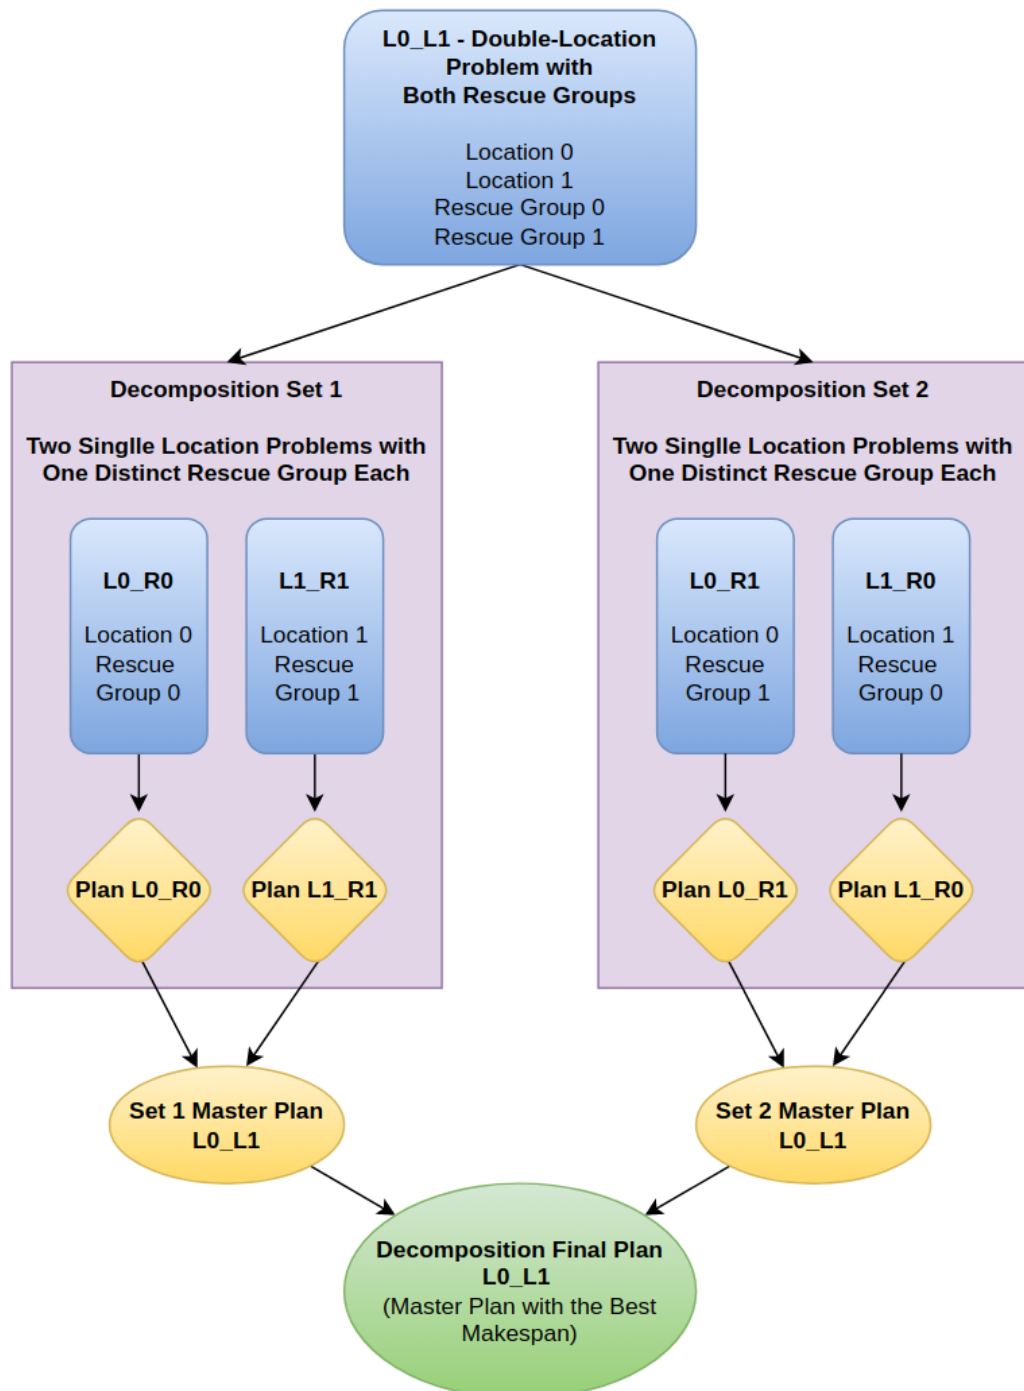 L0_L1 - Double-Location
Problem with
Both Rescue Groups
Location 0
Location 1
Rescue Group 0
Rescue Group 1
Decomposition Set 1
Two Singlle Location Problems with
One Distinct Rescue Group Each
L0_R0
Location 0
Rescue
Group 0
L1_R1
Location 1
Rescue
Group 1
Plan L0_R0
Plan L1_R1
Decomposition Set 2
Two Singlle Location Problems with
One Distinct Rescue Group Each
L0_R1
Location 0
Rescue
Group 1
L1_R0
Location 1
Rescue
Group 0
Plan L0_R1
Plan L1_R0
Set 1 Master Plan
L0_L1
Set 2 Master Plan
L0_L1
Decomposition Final Plan
L0_L1
(Master Plan with the Best
Makespan)